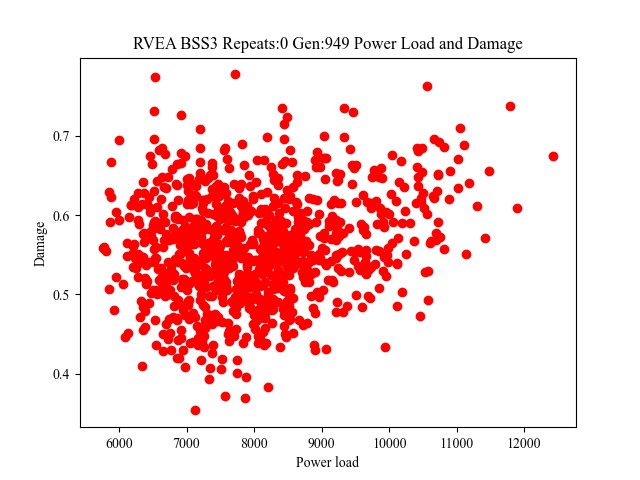 RVEA BSS3 Repeats:0 Gen:949 Power Load and Damage
0.7
0.6
0.5
0.4
Damage
6000 7000 8000 9000 10000 11000 12000
Power load